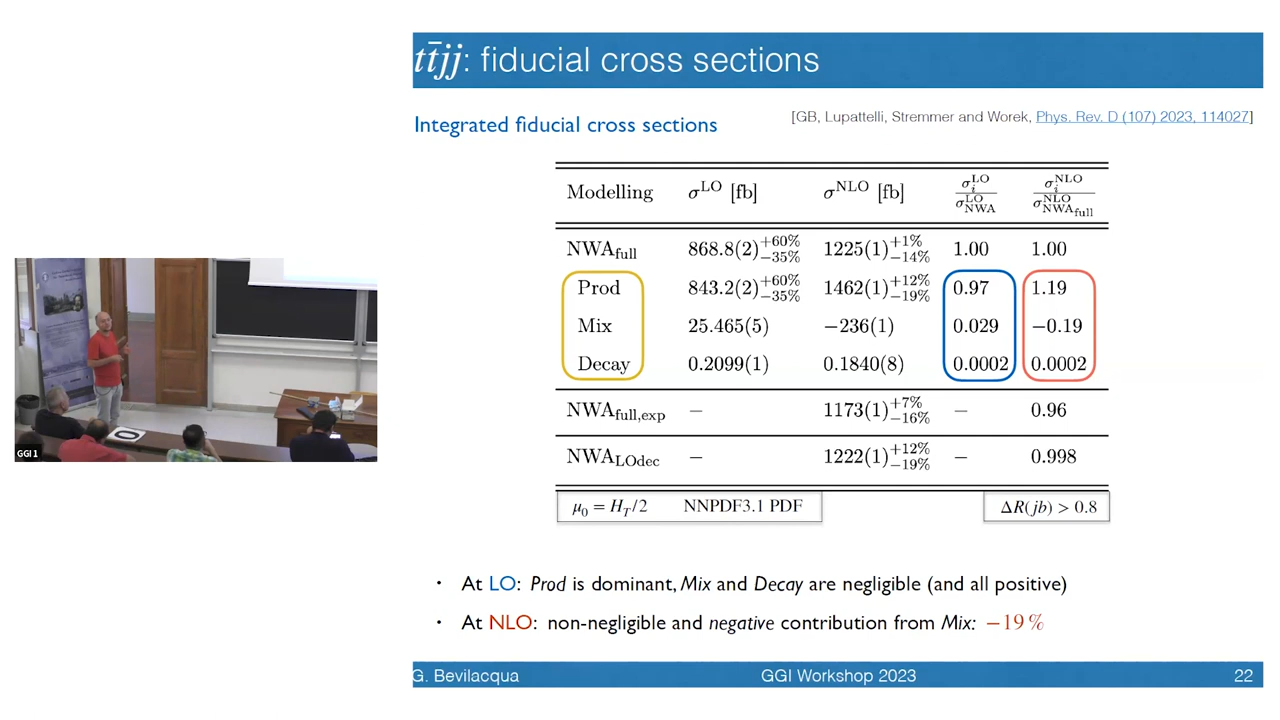 tt̄jj: fiducial cross sections
Integrated fiducial cross sections
[GB, Lupattelli, Stremmer and Worek, Phys. Rev. D (107) 2023, 114027]
Modelling σ^LO [fb] σ^NLO [fb] σ_i^LO/σ_NWA^LO σ_i^NLO/σ_NWA_full^NLO
NWA_full 868.8(2)^+60%_−35% 1225(1)^+1%_−14% 1.00 1.00
Prod 843.2(2)^+60%_−35% 1462(1)^+12%_−19% 0.97 1.19
Mix 25.465(5) −236(1) 0.029 −0.19
Decay 0.2099(1) 0.1840(8) 0.0002 0.0002
NWA_full,exp – 1173(1)^+7%_−16% – 0.96
NWA_LOdec – 1222(1)^+12%_−19% – 0.998
μ_0 = H_T/2 NNPDF3.1 PDF ΔR(jb) > 0.8
· At LO: Prod is dominant, Mix and Decay are negligible (and all positive)
· At NLO: non-negligible and negative contribution from Mix: −19 %
G. Bevilacqua GGI Workshop 2023 22
GGI 1